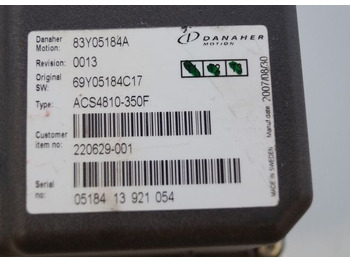 Danaher Motion: 83Y05184A
DANAHER
MOTION
Revision: 0013
Original SW: 69Y05184C17
Type: ACS4810-350F
Customer item no: 220629-001
Serial no: 05184 13 921 054
Manuf date: 2007/08/30
MADE IN SWEDEN